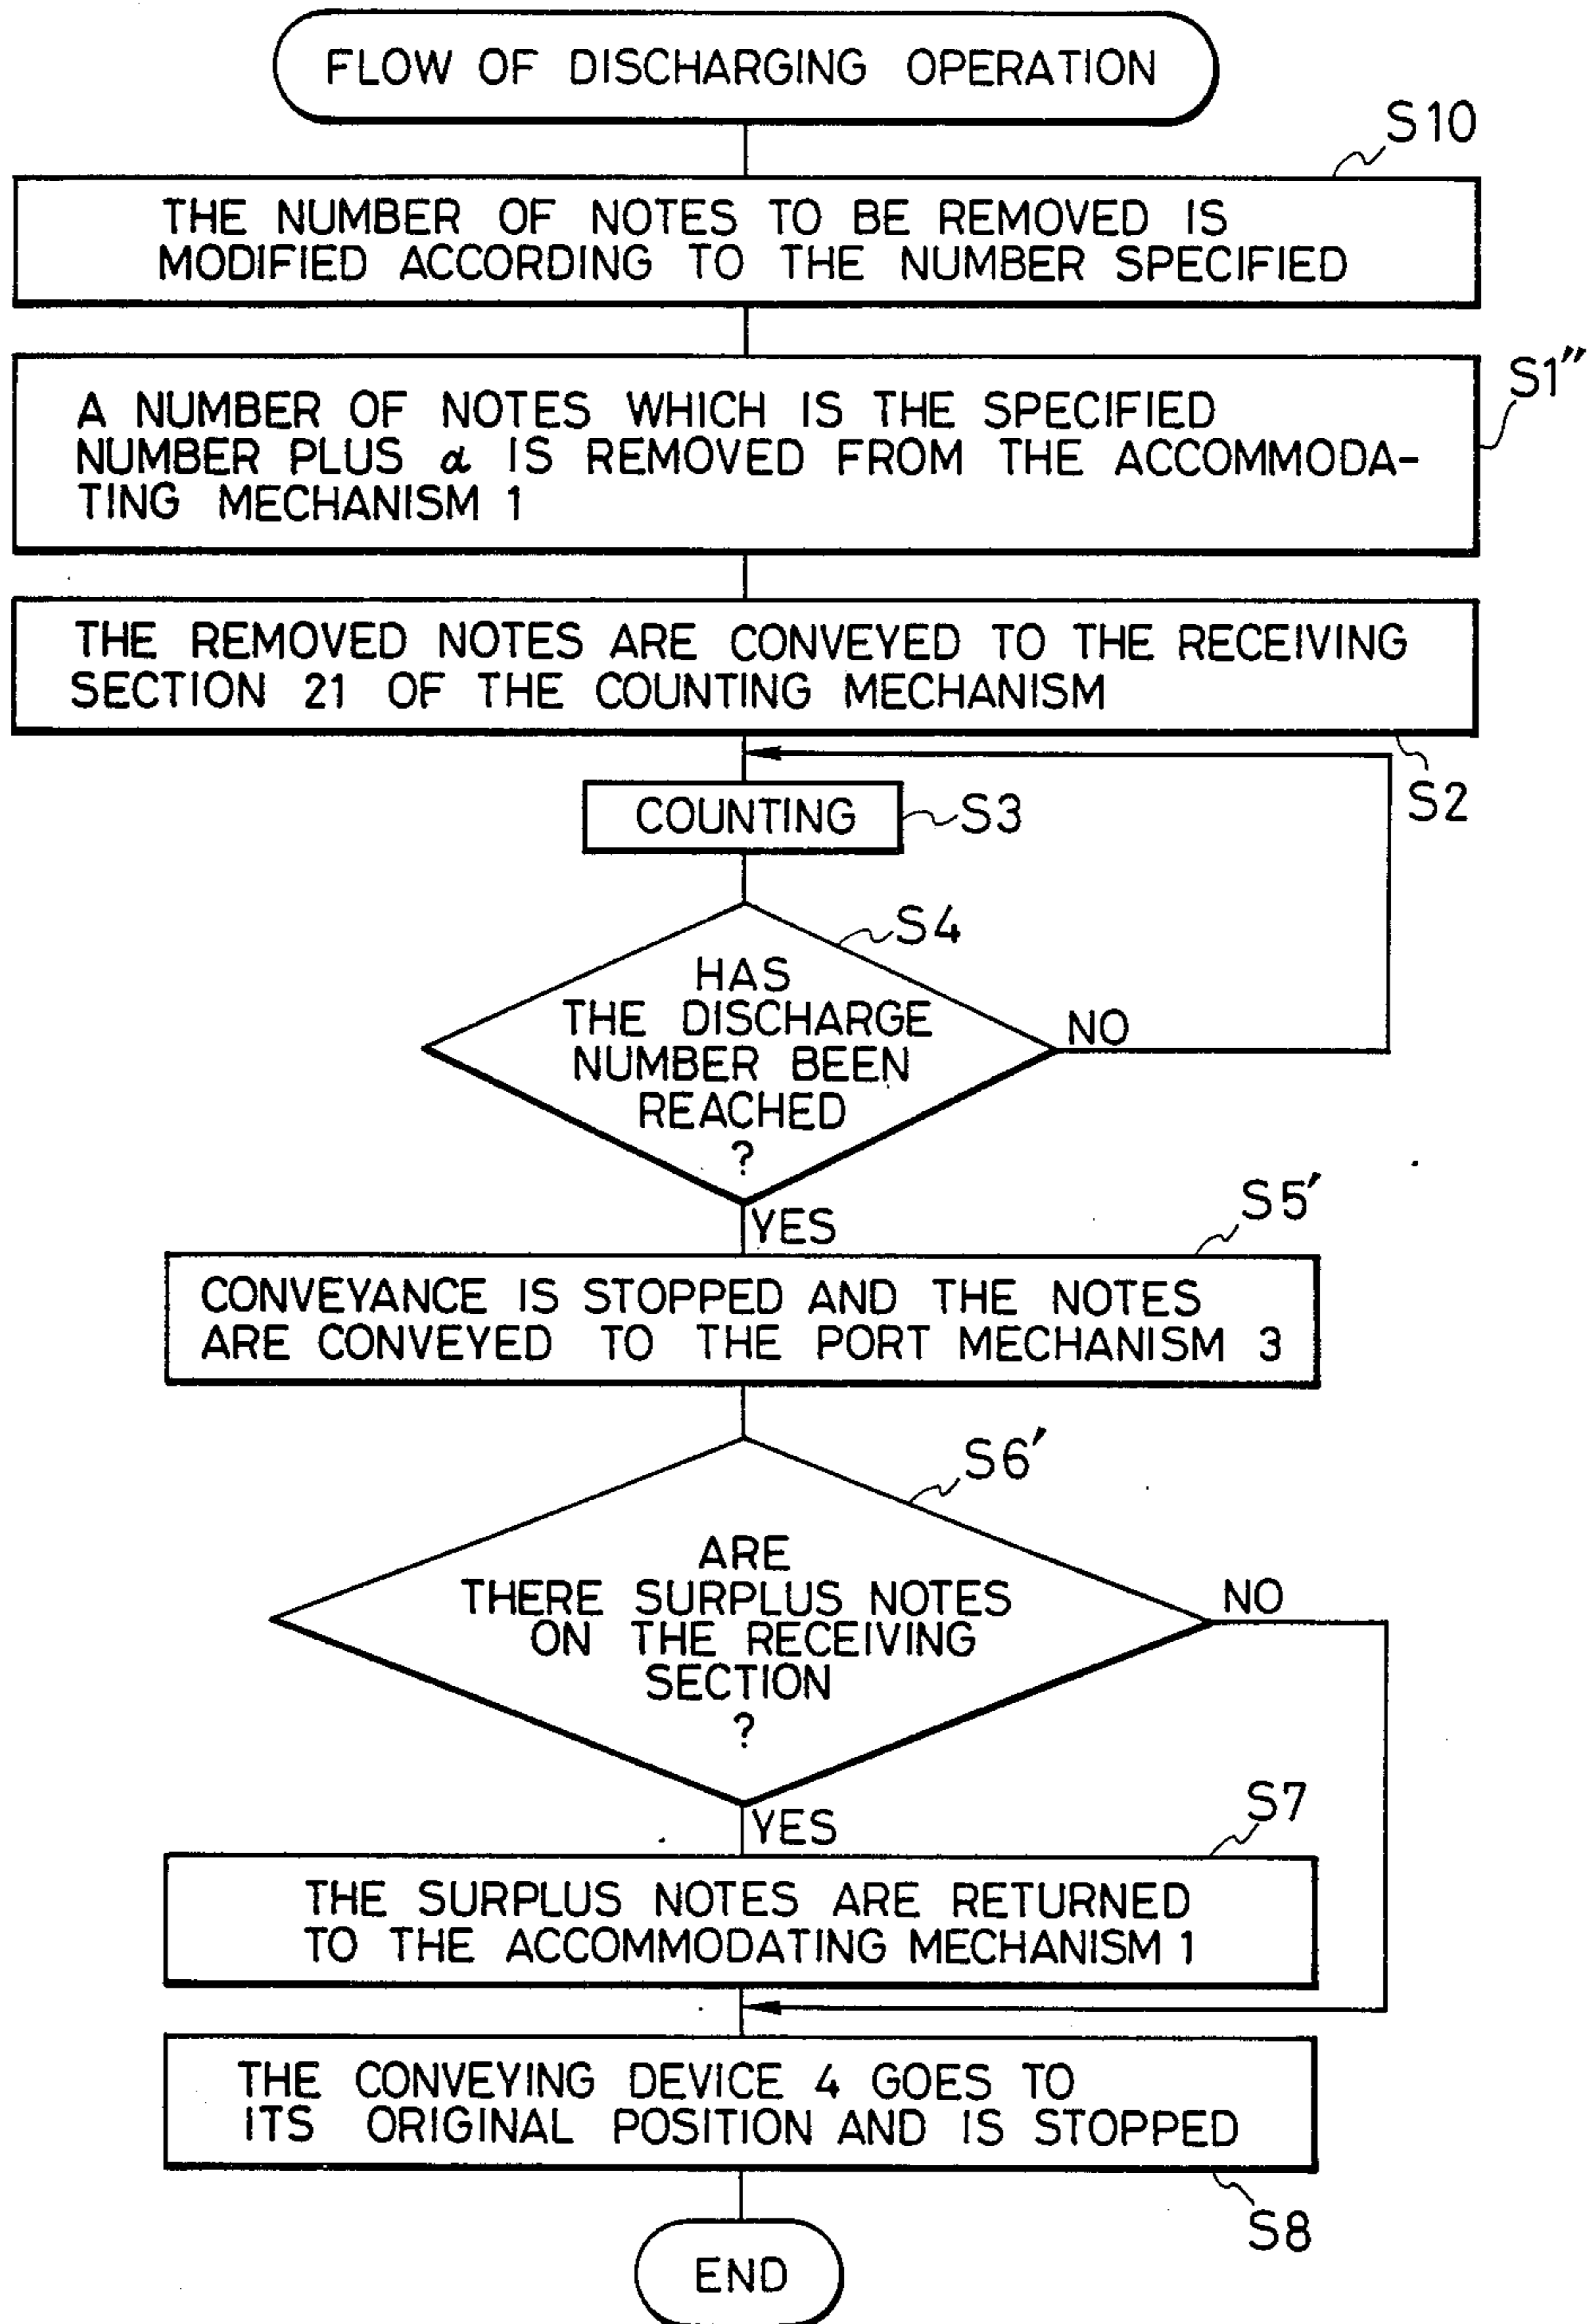 FLOW OF DISCHARGING OPERATION
S10
THE NUMBER OF NOTES TO BE REMOVED IS
MODIFIED ACCORDING TO THE NUMBER SPECIFIED
S1″
A NUMBER OF NOTES WHICH IS THE SPECIFIED
NUMBER PLUS α IS REMOVED FROM THE ACCOMMODA-
TING MECHANISM 1
THE REMOVED NOTES ARE CONVEYED TO THE RECEIVING
SECTION 21 OF THE COUNTING MECHANISM
S2
COUNTING
S3
S4
HAS
THE DISCHARGE
NUMBER BEEN
REACHED
?
NO
YES
S5′
CONVEYANCE IS STOPPED AND THE NOTES
ARE CONVEYED TO THE PORT MECHANISM 3
S6′
ARE
THERE SURPLUS NOTES
ON THE RECEIVING
SECTION
?
NO
YES
S7
THE SURPLUS NOTES ARE RETURNED
TO THE ACCOMMODATING MECHANISM 1
THE CONVEYING DEVICE 4 GOES TO
ITS ORIGINAL POSITION AND IS STOPPED
S8
END